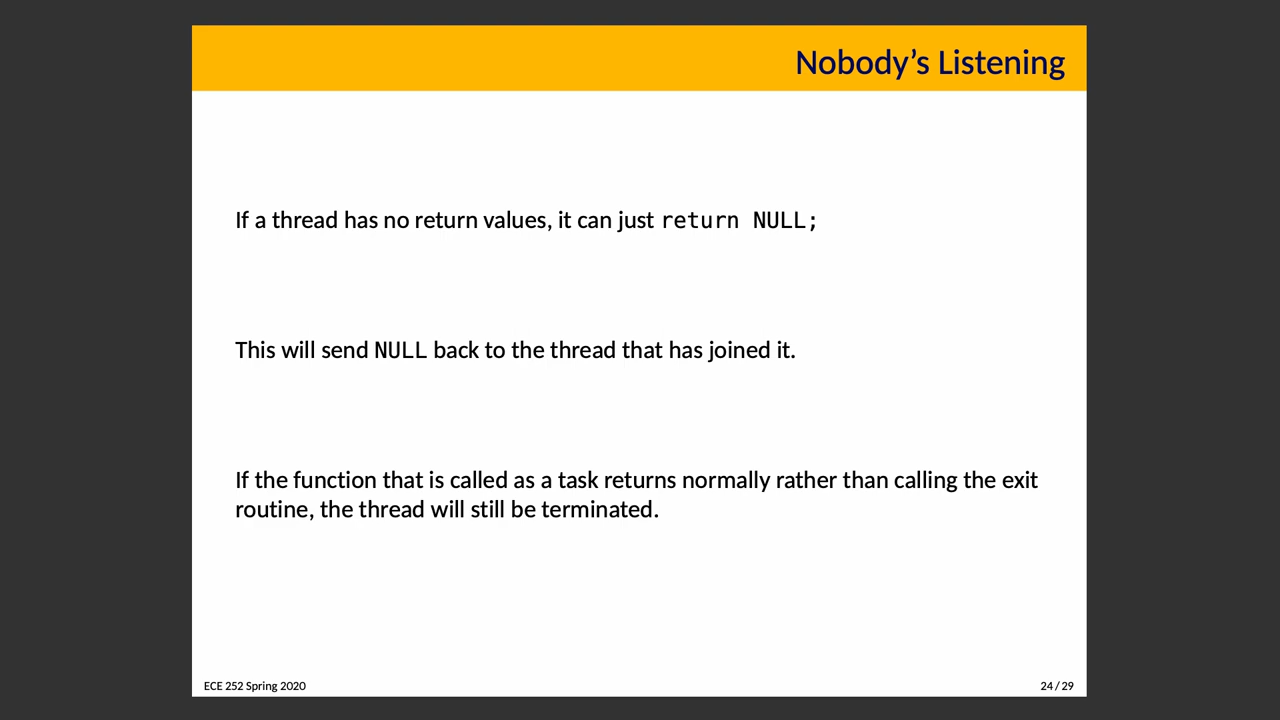 Nobody’s Listening
If a thread has no return values, it can just return NULL;
This will send NULL back to the thread that has joined it.
If the function that is called as a task returns normally rather than calling the exit
routine, the thread will still be terminated.
ECE 252 Spring 2020
24 / 29